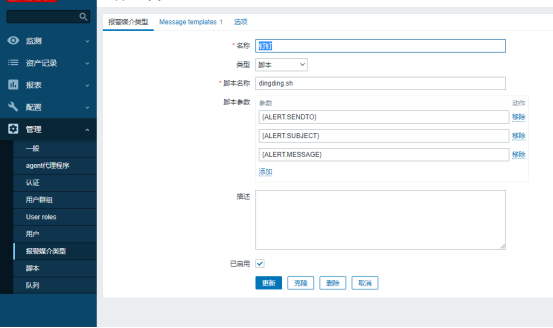 监测
资产记录
报表
配置
管理
一般
agent代理程序
认证
用户群组
User roles
用户
报警媒介类型
脚本
队列
报警媒介类型 Message templates 1 选项
* 名称 钉钉
类型 脚本
* 脚本名称 dingding.sh
脚本参数 参数 动作
{ALERT.SENDTO} 移除
{ALERT.SUBJECT} 移除
{ALERT.MESSAGE} 移除
添加
描述
已启用
更新 克隆 删除 取消